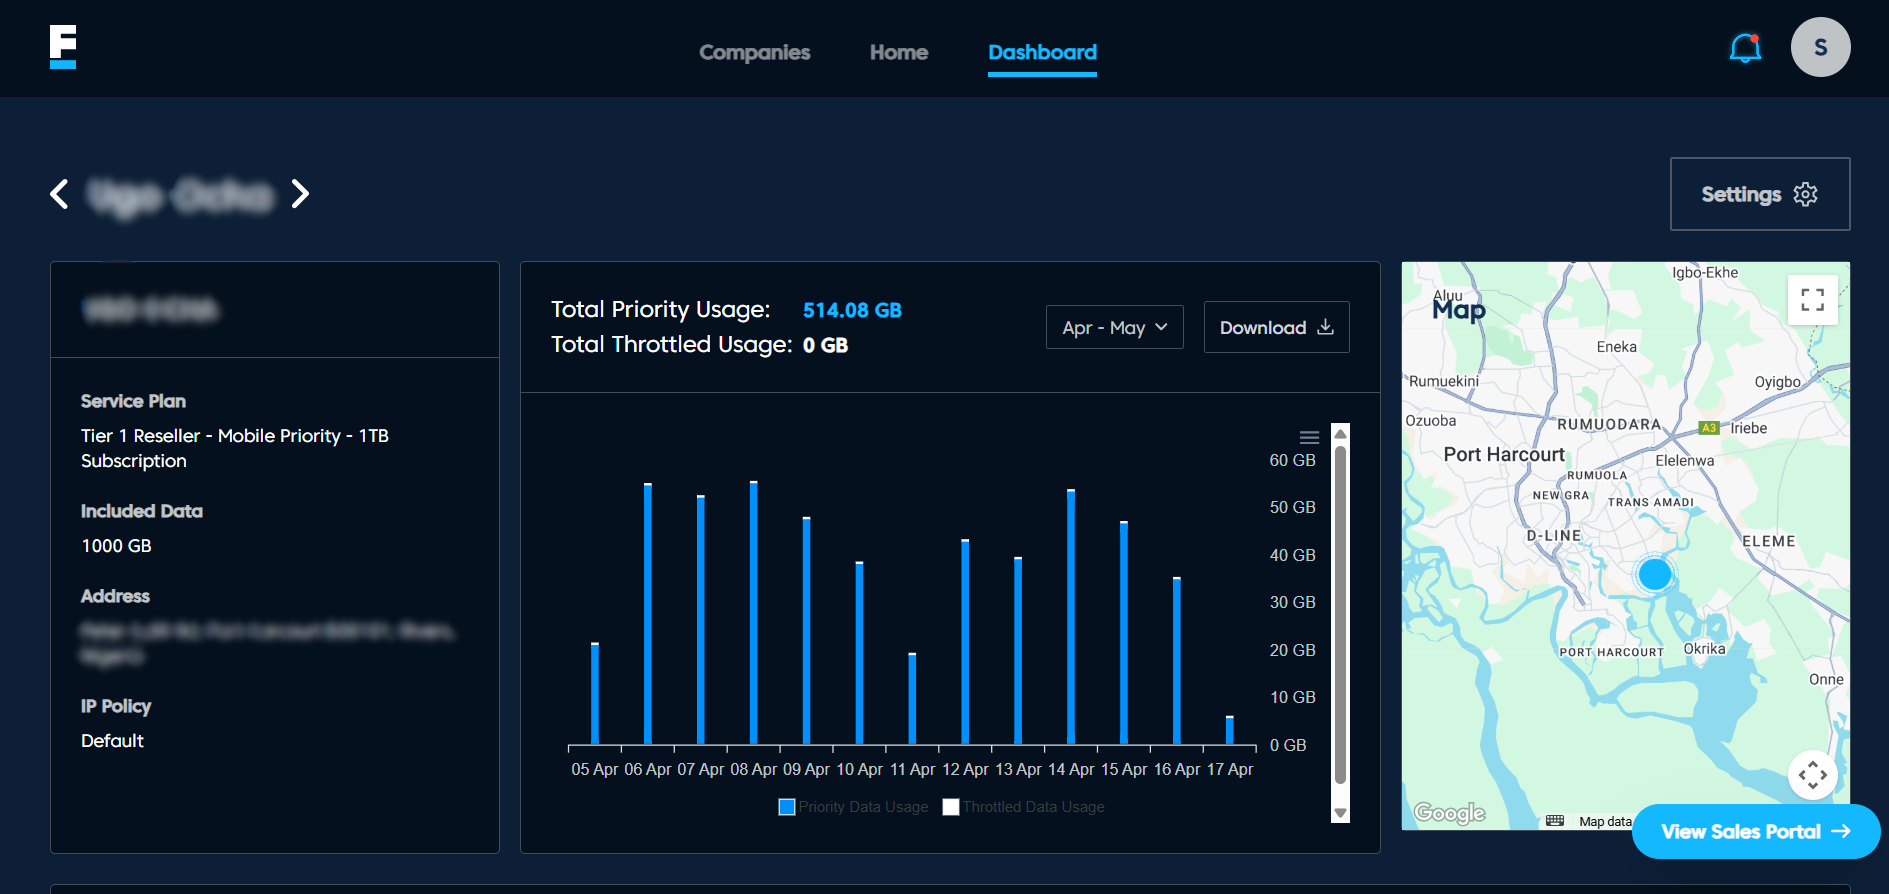 F
Companies
Home
Dashboard
S
Settings
Service Plan
Tier 1 Reseller - Mobile Priority - 1TB
Subscription
Included Data
1000 GB
Address
IP Policy
Default
Total Priority Usage: 514.08 GB
Total Throttled Usage: 0 GB
Apr - May
Download
60 GB
50 GB
40 GB
30 GB
20 GB
10 GB
0 GB
05 Apr 06 Apr 07 Apr 08 Apr 09 Apr 10 Apr 11 Apr 12 Apr 13 Apr 14 Apr 15 Apr 16 Apr 17 Apr
Priority Data Usage Throttled Data Usage
Igbo-Ekhe
Aluu
Map
Eneka
Rumuekini
Oyigbo
Ozuoba
RUMUODARA
A3
Iriebe
Port Harcourt
Elelenwa
RUMUOLA
NEW GRA
TRANS AMADI
D-LINE
ELEME
PORT HARCOURT
Okrika
Onne
Google
Map data
View Sales Portal